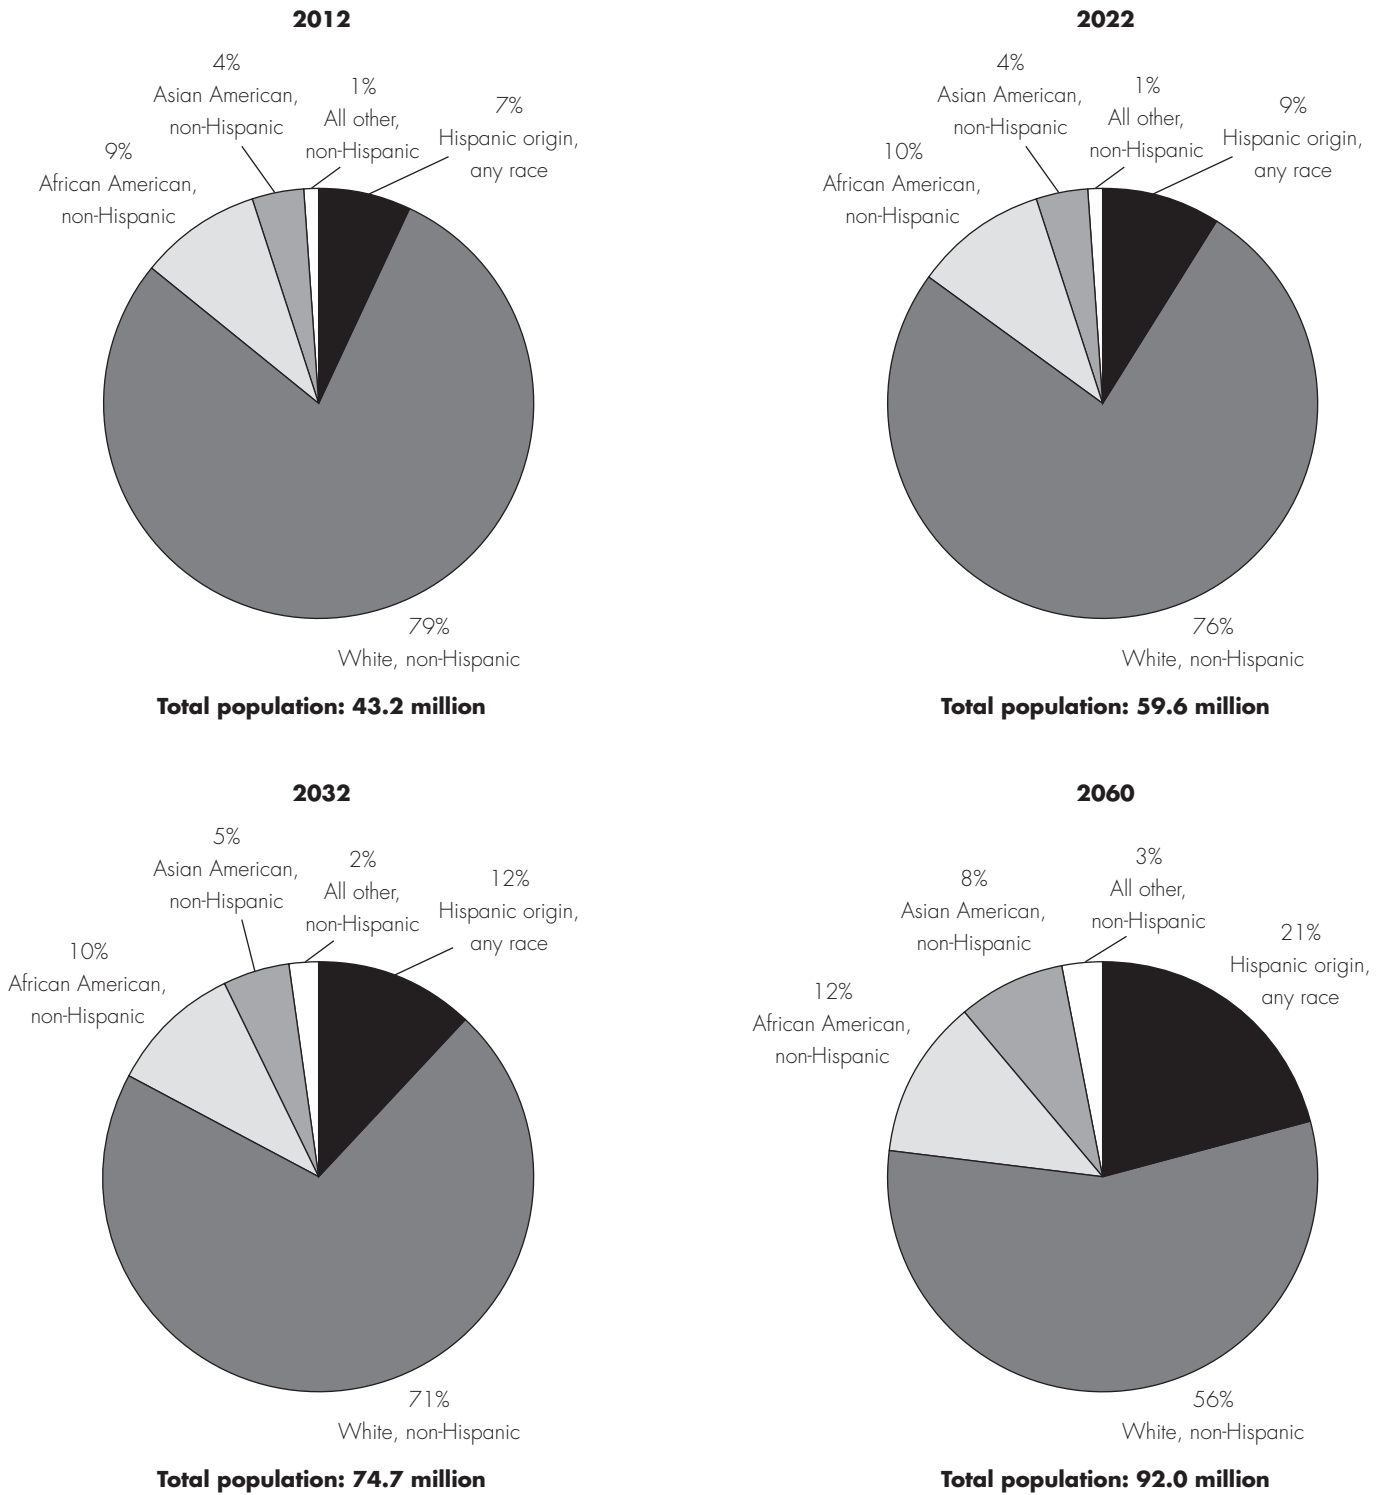 2012
4%
Asian American,
non-Hispanic
1%
All other,
non-Hispanic
7%
Hispanic origin,
any race
9%
African American,
non-Hispanic
79%
White, non-Hispanic
Total population: 43.2 million
2022
4%
Asian American,
non-Hispanic
1%
All other,
non-Hispanic
9%
Hispanic origin,
any race
10%
African American,
non-Hispanic
76%
White, non-Hispanic
Total population: 59.6 million
2032
5%
Asian American,
non-Hispanic
2%
All other,
non-Hispanic
12%
Hispanic origin,
any race
10%
African American,
non-Hispanic
71%
White, non-Hispanic
Total population: 74.7 million
2060
3%
All other,
non-Hispanic
8%
Asian American,
non-Hispanic
21%
Hispanic origin,
any race
12%
African American,
non-Hispanic
56%
White, non-Hispanic
Total population: 92.0 million